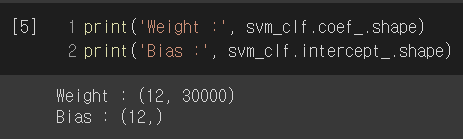 [5]
1 print('Weight :', svm_clf.coef_.shape)
2 print('Bias :', svm_clf.intercept_.shape)
Weight : (12, 30000)
Bias : (12,)